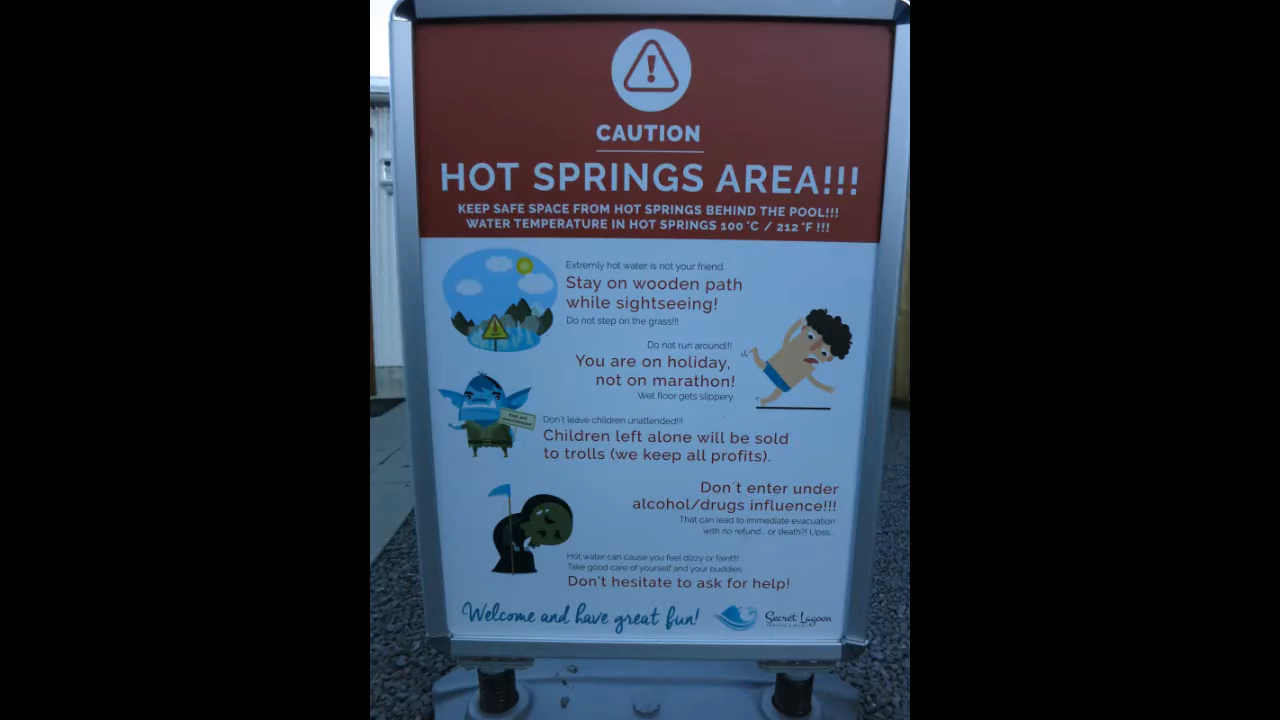 CAUTION
HOT SPRINGS AREA!!!
KEEP SAFE SPACE FROM HOT SPRINGS BEHIND THE POOL!!!
WATER TEMPERATURE IN HOT SPRINGS 100 °C / 212 °F !!!
Extremly hot water is not your friend.
Stay on wooden path
while sightseeing!
Do not step on the grass!!!
Do not run around!!!
You are on holiday,
not on marathon!
Wet floor gets slippery.
Don't leave children unattended!!!
Children left alone will be sold
to trolls (we keep all profits).
Don´t enter under
alcohol/drugs influence!!!
That can lead to immediate evacuation
with no refund... or death?! Upss..
Hot water can cause you feel dizzy or faint!!!
Take good care of yourself and your buddies.
Don't hesitate to ask for help!
Welcome and have great fun!
Secret Lagoon